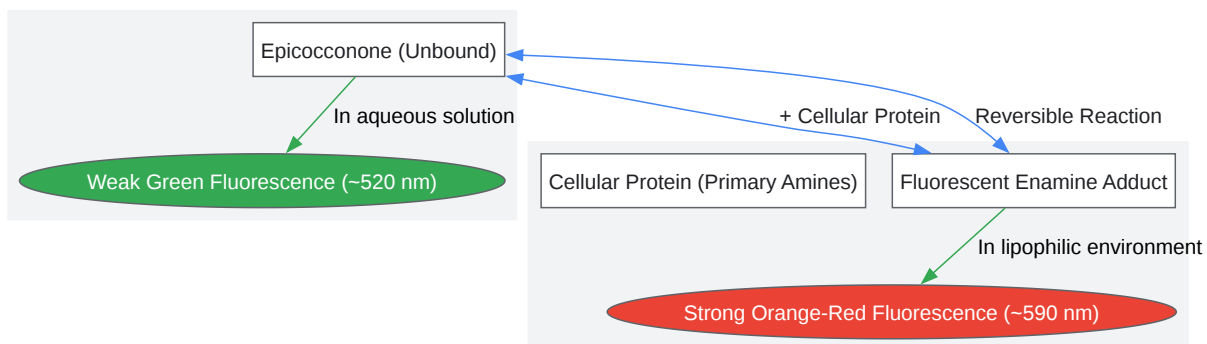 Epicocconone (Unbound)
In aqueous solution
+ Cellular Protein
Reversible Reaction
Weak Green Fluorescence (~520 nm)
Cellular Protein (Primary Amines)
Fluorescent Enamine Adduct
In lipophilic environment
Strong Orange-Red Fluorescence (~590 nm)